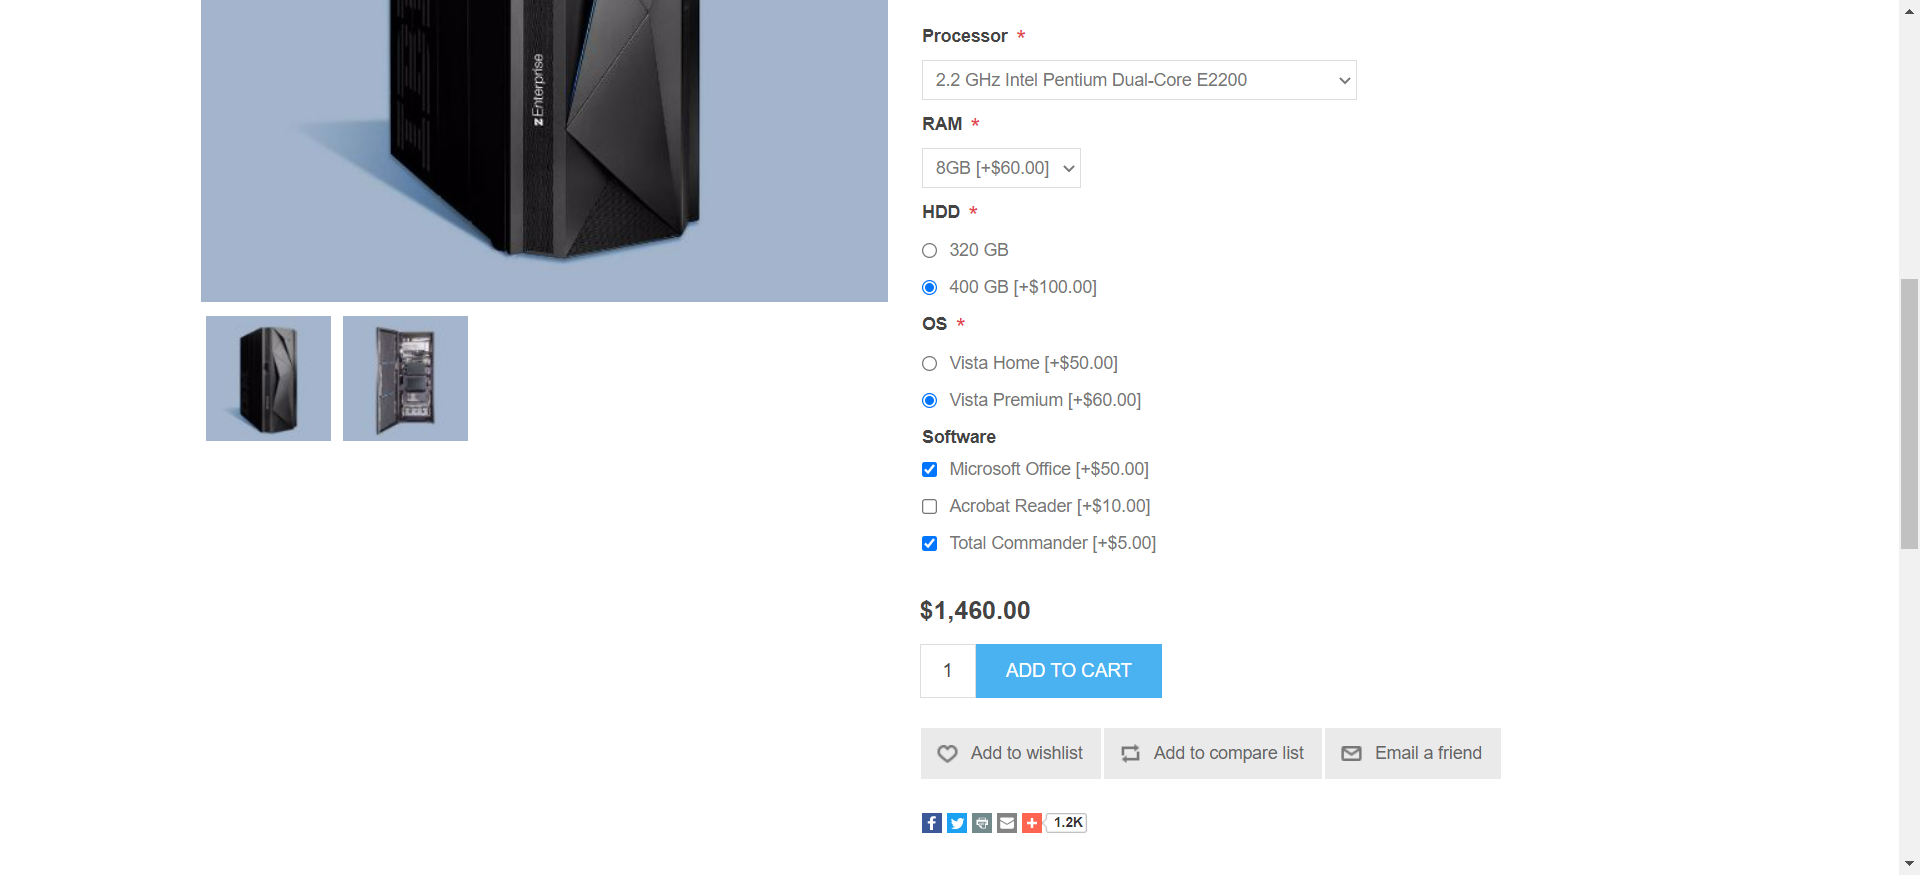 zEnterprise
Processor *
2.2 GHz Intel Pentium Dual-Core E2200
RAM *
8GB [+$60.00]
HDD *
320 GB
400 GB [+$100.00]
OS *
Vista Home [+$50.00]
Vista Premium [+$60.00]
Software
Microsoft Office [+$50.00]
Acrobat Reader [+$10.00]
Total Commander [+$5.00]
$1,460.00
1 ADD TO CART
Add to wishlist Add to compare list Email a friend
1.2K